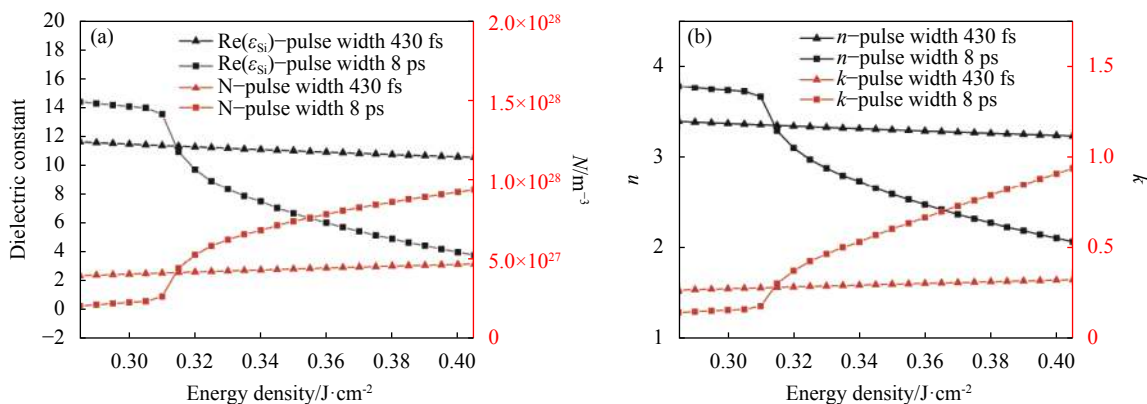 (a)
Re(ε_Si)−pulse width 430 fs
Re(ε_Si)−pulse width 8 ps
N−pulse width 430 fs
N−pulse width 8 ps
Dielectric constant
20
18
16
14
12
10
8
6
4
2
0
−2
0.30 0.32 0.34 0.36 0.38 0.40
Energy density/J·cm⁻²
2.0×10²⁸
1.5×10²⁸
1.0×10²⁸
5.0×10²⁷
0
N/m⁻³
(b)
n−pulse width 430 fs
n−pulse width 8 ps
k−pulse width 430 fs
k−pulse width 8 ps
n
4
3
2
1
0.30 0.32 0.34 0.36 0.38 0.40
Energy density/J·cm⁻²
1.5
1.0
0.5
0
k